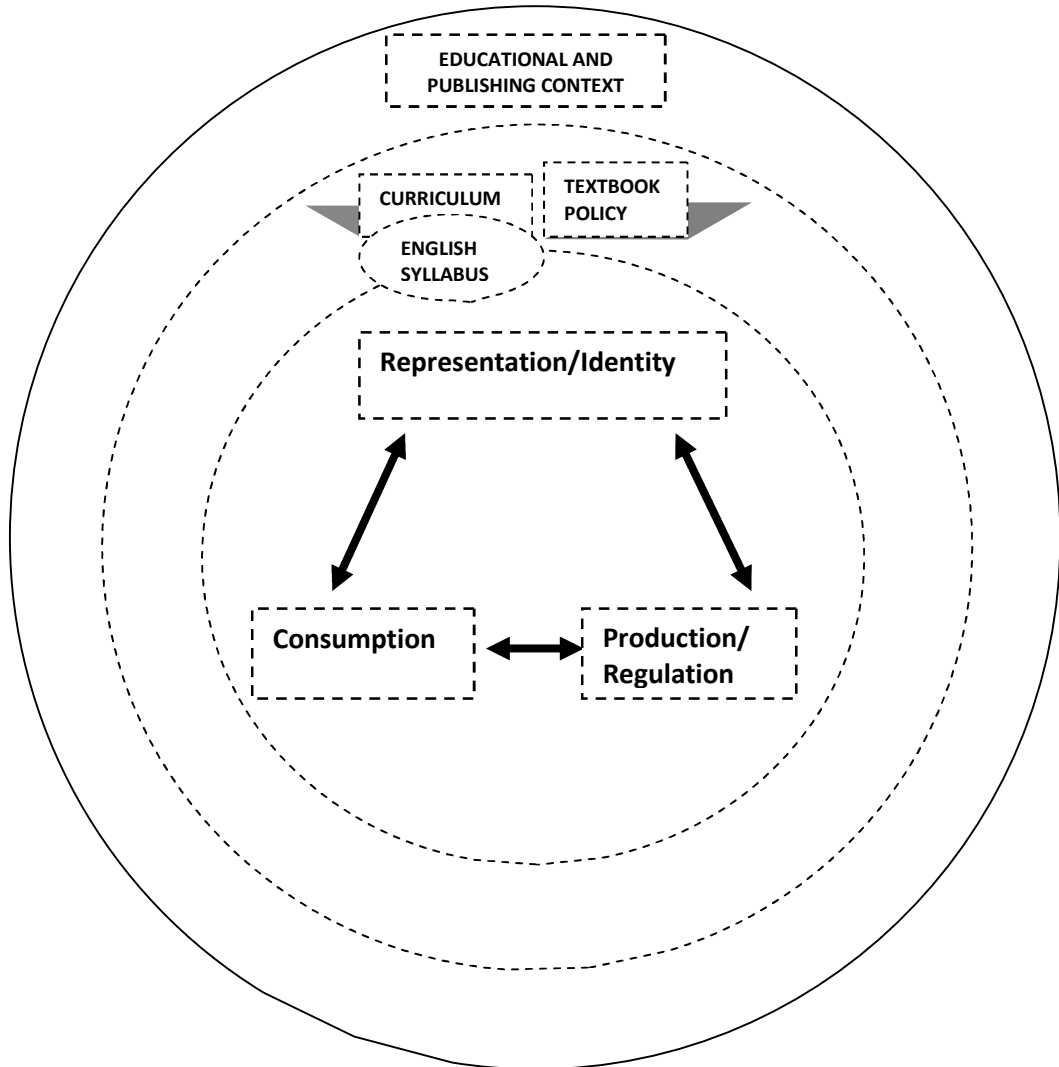 EDUCATIONAL AND
PUBLISHING CONTEXT
CURRICULUM
TEXTBOOK
POLICY
ENGLISH
SYLLABUS
Representation/Identity
Consumption
Production/
Regulation